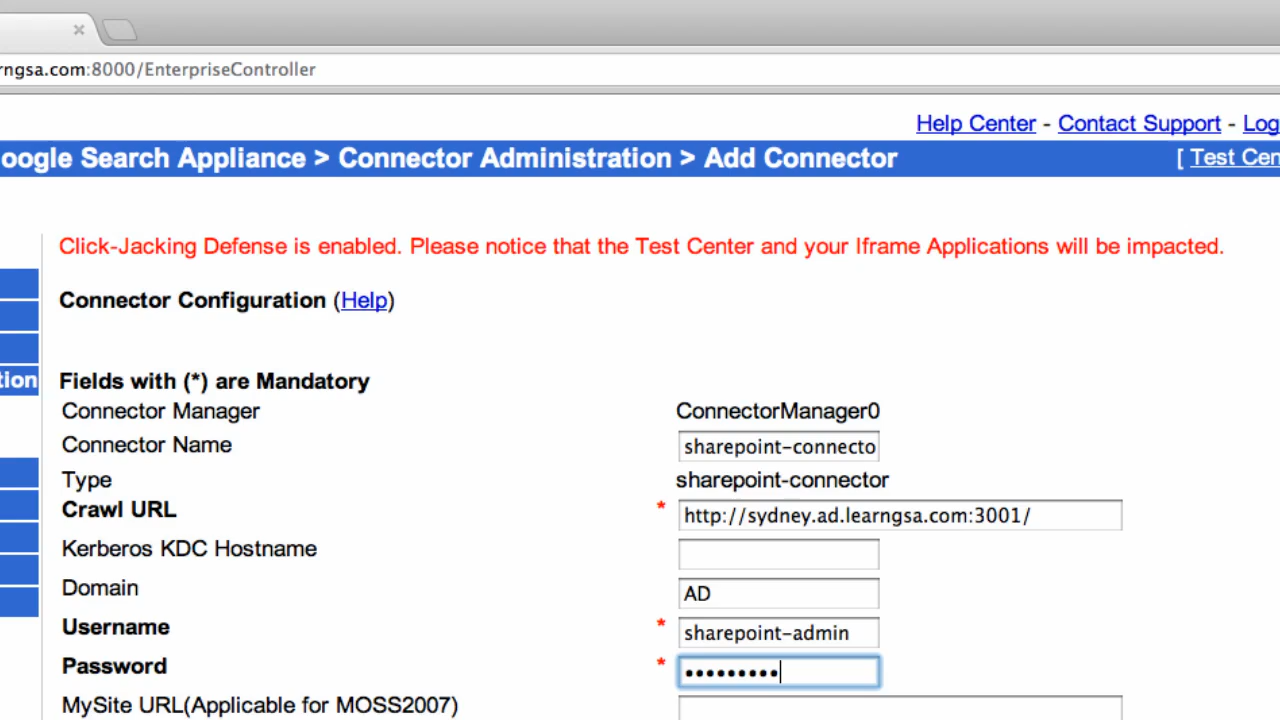 rngsa.com:8000/EnterpriseController
Help Center - Contact Support - Log
oogle Search Appliance > Connector Administration > Add Connector [ Test Cen
Click-Jacking Defense is enabled. Please notice that the Test Center and your Iframe Applications will be impacted.
Connector Configuration (Help)
tion
Fields with (*) are Mandatory
Connector Manager ConnectorManager0
Connector Name sharepoint-connecto
Type sharepoint-connector
Crawl URL * http://sydney.ad.learngsa.com:3001/
Kerberos KDC Hostname
Domain AD
Username * sharepoint-admin
Password * •••••••••
MySite URL(Applicable for MOSS2007)